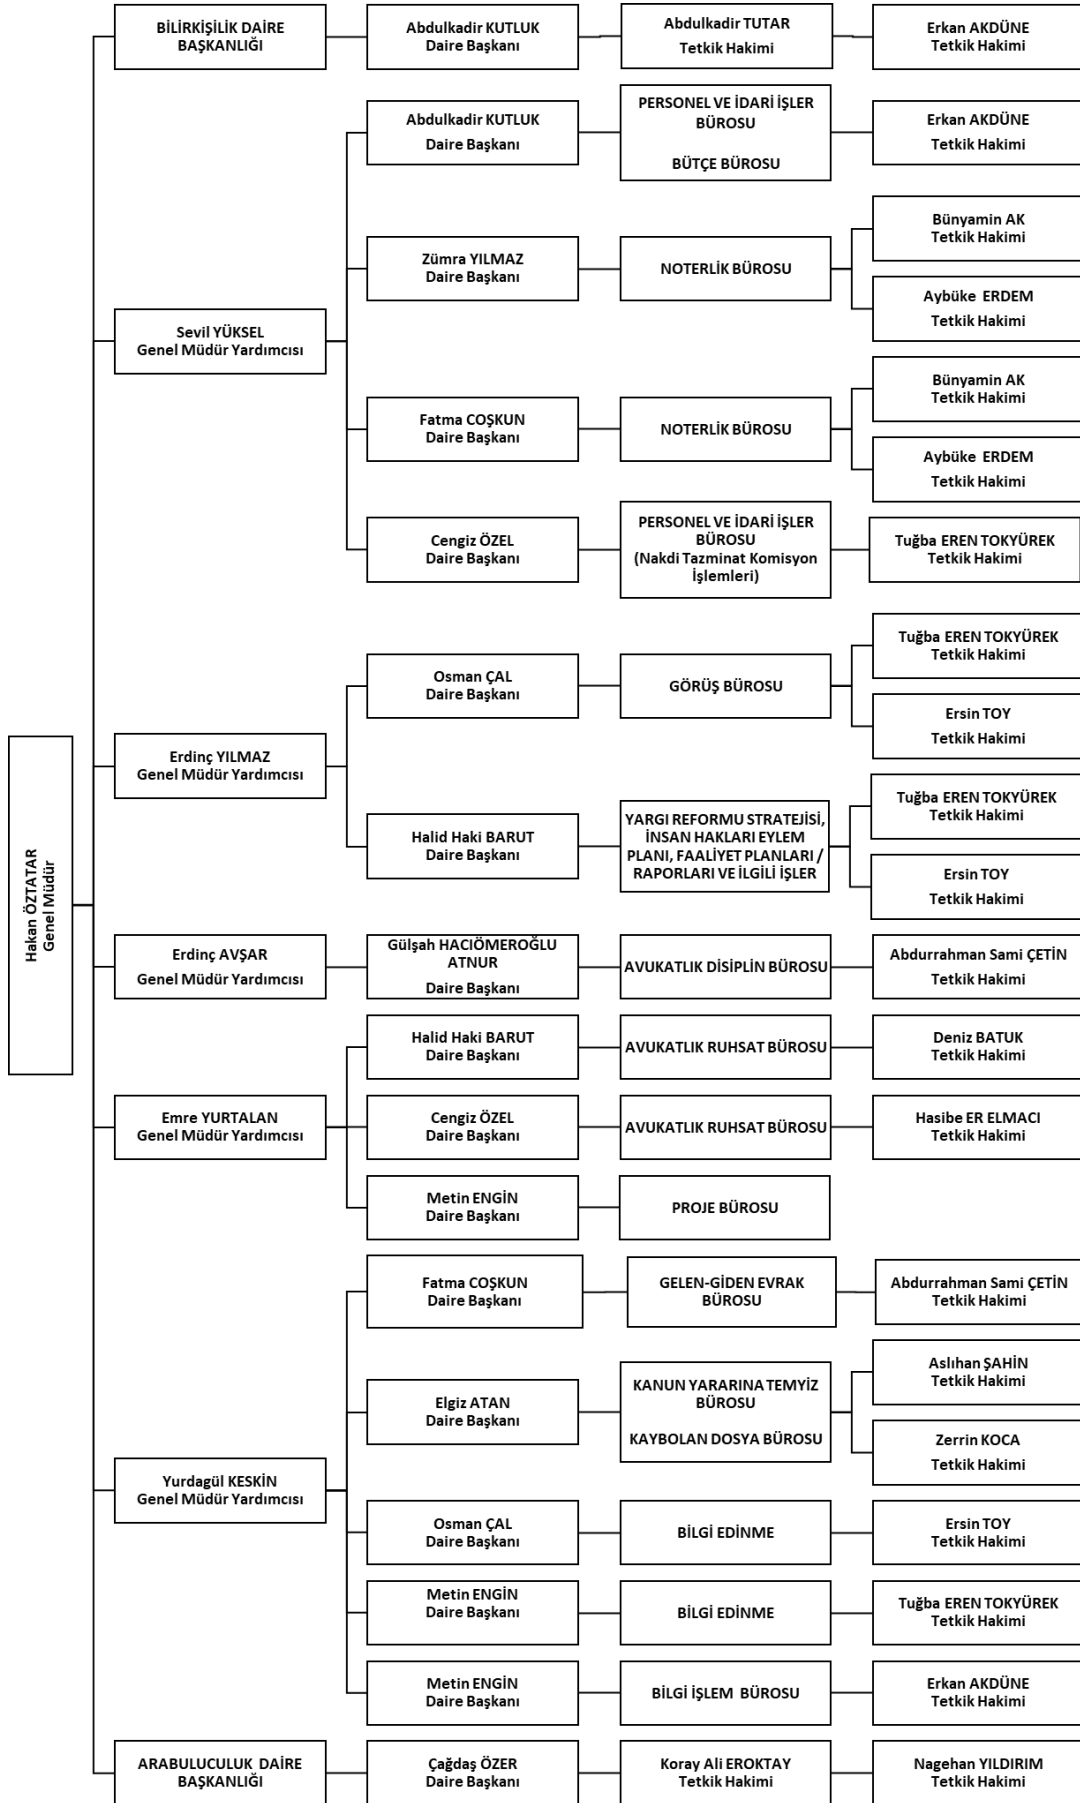 BİLİRKİŞİLİK DAİRE
BAŞKANLIĞI
Abdulkadir KUTLUK
Daire Başkanı
Abdulkadir TUTAR
Tetkik Hakimi
Erkan AKDÜNE
Tetkik Hakimi
Abdulkadir KUTLUK
Daire Başkanı
PERSONEL VE İDARİ İŞLER
BÜROSU
BÜTÇE BÜROSU
Erkan AKDÜNE
Tetkik Hakimi
Sevil YÜKSEL
Genel Müdür Yardımcısı
Zümra YILMAZ
Daire Başkanı
NOTERLİK BÜROSU
Bünyamin AK
Tetkik Hakimi
Aybüke ERDEM
Tetkik Hakimi
Fatma COŞKUN
Daire Başkanı
NOTERLİK BÜROSU
Bünyamin AK
Tetkik Hakimi
Aybüke ERDEM
Tetkik Hakimi
Cengiz ÖZEL
Daire Başkanı
PERSONEL VE İDARİ İŞLER
BÜROSU
(Nakdi Tazminat Komisyon
İşlemleri)
Tuğba EREN TOKYÜREK
Tetkik Hakimi
Hakan ÖZTATAR
Genel Müdür
Erdinç YILMAZ
Genel Müdür Yardımcısı
Osman ÇAL
Daire Başkanı
GÖRÜŞ BÜROSU
Tuğba EREN TOKYÜREK
Tetkik Hakimi
Ersin TOY
Tetkik Hakimi
Halid Haki BARUT
Daire Başkanı
YARGI REFORMU STRATEJİSİ,
İNSAN HAKLARI EYLEM
PLANI, FAALİYET PLANLARI /
RAPORLARI VE İLGİLİ İŞLER
Tuğba EREN TOKYÜREK
Tetkik Hakimi
Ersin TOY
Tetkik Hakimi
Erdinç AVŞAR
Genel Müdür Yardımcısı
Gülşah HACIÖMEROĞLU
ATNUR
Daire Başkanı
AVUKATLIK DİSİPLİN BÜROSU
Abdurrahman Sami ÇETİN
Tetkik Hakimi
Emre YURTALAN
Genel Müdür Yardımcısı
Halid Haki BARUT
Daire Başkanı
AVUKATLIK RUHSAT BÜROSU
Deniz BATUK
Tetkik Hakimi
Cengiz ÖZEL
Daire Başkanı
AVUKATLIK RUHSAT BÜROSU
Hasibe ER ELMACI
Tetkik Hakimi
Metin ENGİN
Daire Başkanı
PROJE BÜROSU
Yurdagül KESKİN
Genel Müdür Yardımcısı
Fatma COŞKUN
Daire Başkanı
GELEN-GİDEN EVRAK
BÜROSU
Abdurrahman Sami ÇETİN
Tetkik Hakimi
Elgiz ATAN
Daire Başkanı
KANUN YARARINA TEMYİZ
BÜROSU
KAYBOLAN DOSYA BÜROSU
Aslıhan ŞAHİN
Tetkik Hakimi
Zerrin KOCA
Tetkik Hakimi
Osman ÇAL
Daire Başkanı
BİLGİ EDİNME
Ersin TOY
Tetkik Hakimi
Metin ENGİN
Daire Başkanı
BİLGİ EDİNME
Tuğba EREN TOKYÜREK
Tetkik Hakimi
Metin ENGİN
Daire Başkanı
BİLGİ İŞLEM BÜROSU
Erkan AKDÜNE
Tetkik Hakimi
ARABULUCULUK DAİRE
BAŞKANLIĞI
Çağdaş ÖZER
Daire Başkanı
Koray Ali EROKTAY
Tetkik Hakimi
Nagehan YILDIRIM
Tetkik Hakimi